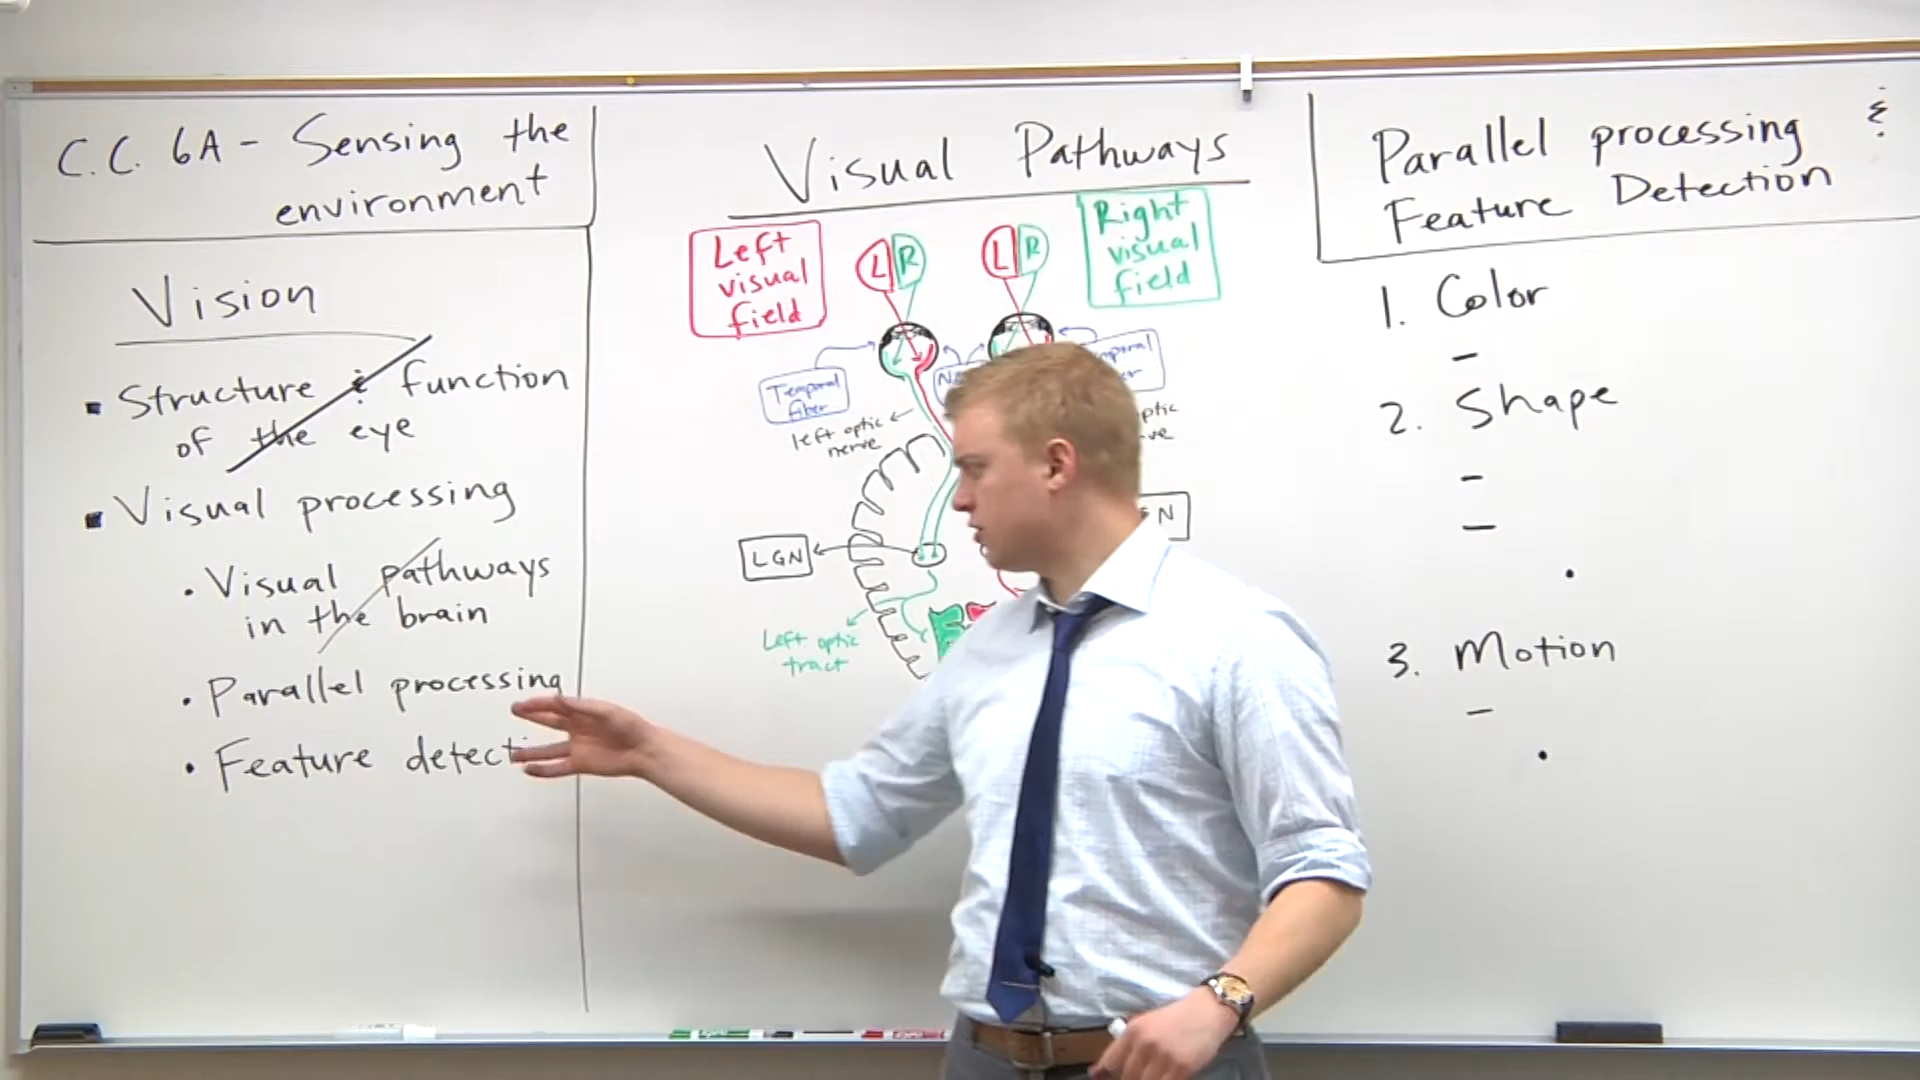 C.C. 6A - Sensing the
environment
Vision
▪ Structure & function
of the eye
▪ Visual processing
• Visual pathways
in the brain
• Parallel processing
• Feature
Visual Pathways
Left
visual
field
L R
L R
Right
visual
field
Temporal
fiber
left optic
nerve
LGN
Left optic
tract
Parallel processing &
Feature Detection
1. Color
-
2. Shape
-
-
•
3. Motion
-
•